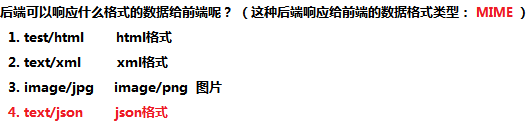 后端可以响应什么格式的数据给前端呢？（这种后端响应给前端的数据格式类型： MIME ）
1. test/html html格式
2. text/xml xml格式
3. image/jpg image/png 图片
4. text/json json格式